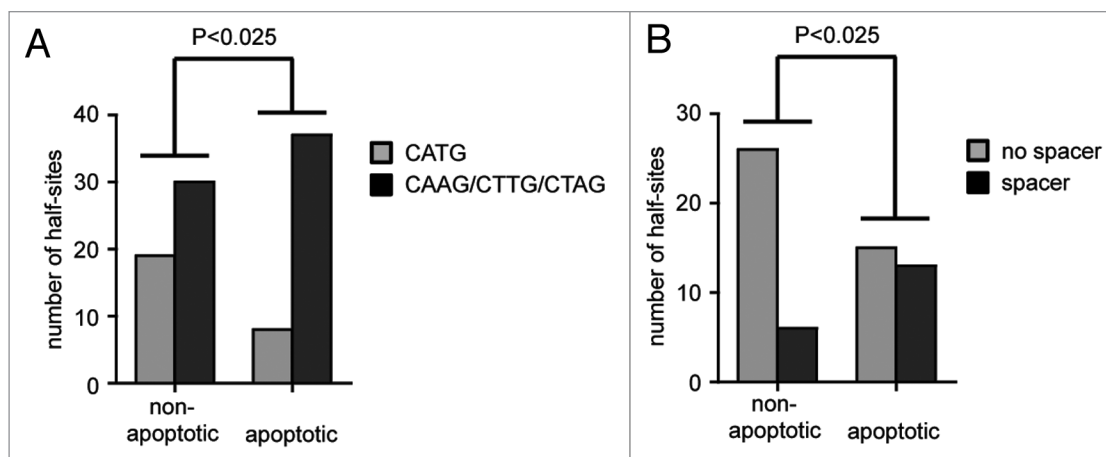 A
P<0.025
number of half-sites
40
30
20
10
0
non-
apoptotic
apoptotic
CATG
CAAG/CTTG/CTAG
B
P<0.025
number of half-sites
30
20
10
0
non-
apoptotic
apoptotic
no spacer
spacer